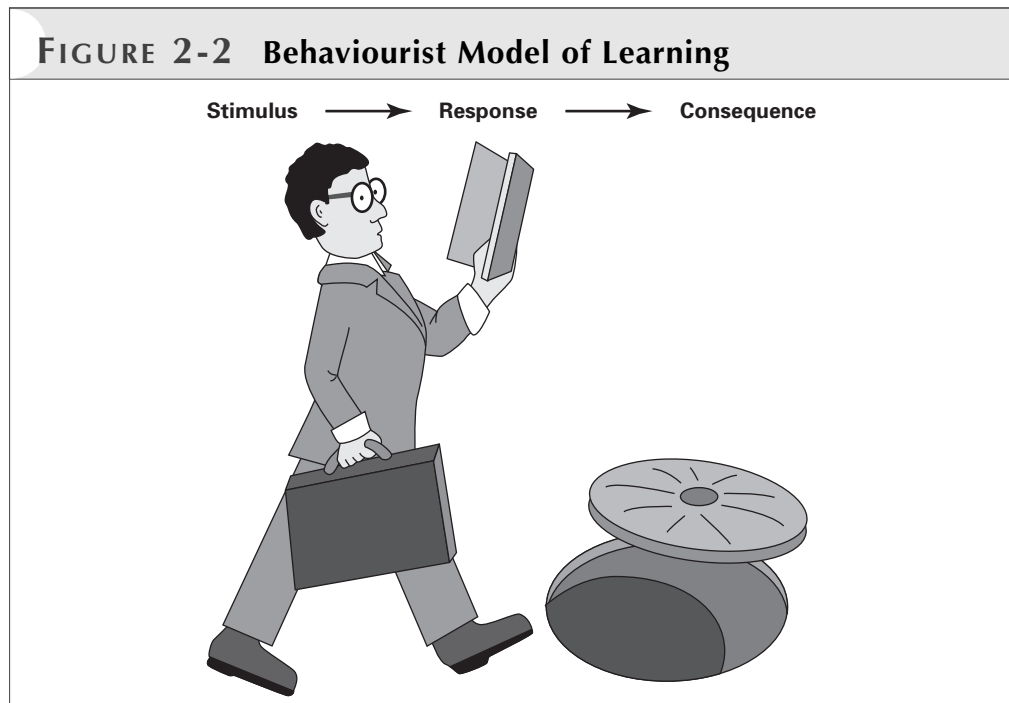 FIGURE 2-2 Behaviourist Model of Learning
Stimulus → Response → Consequence